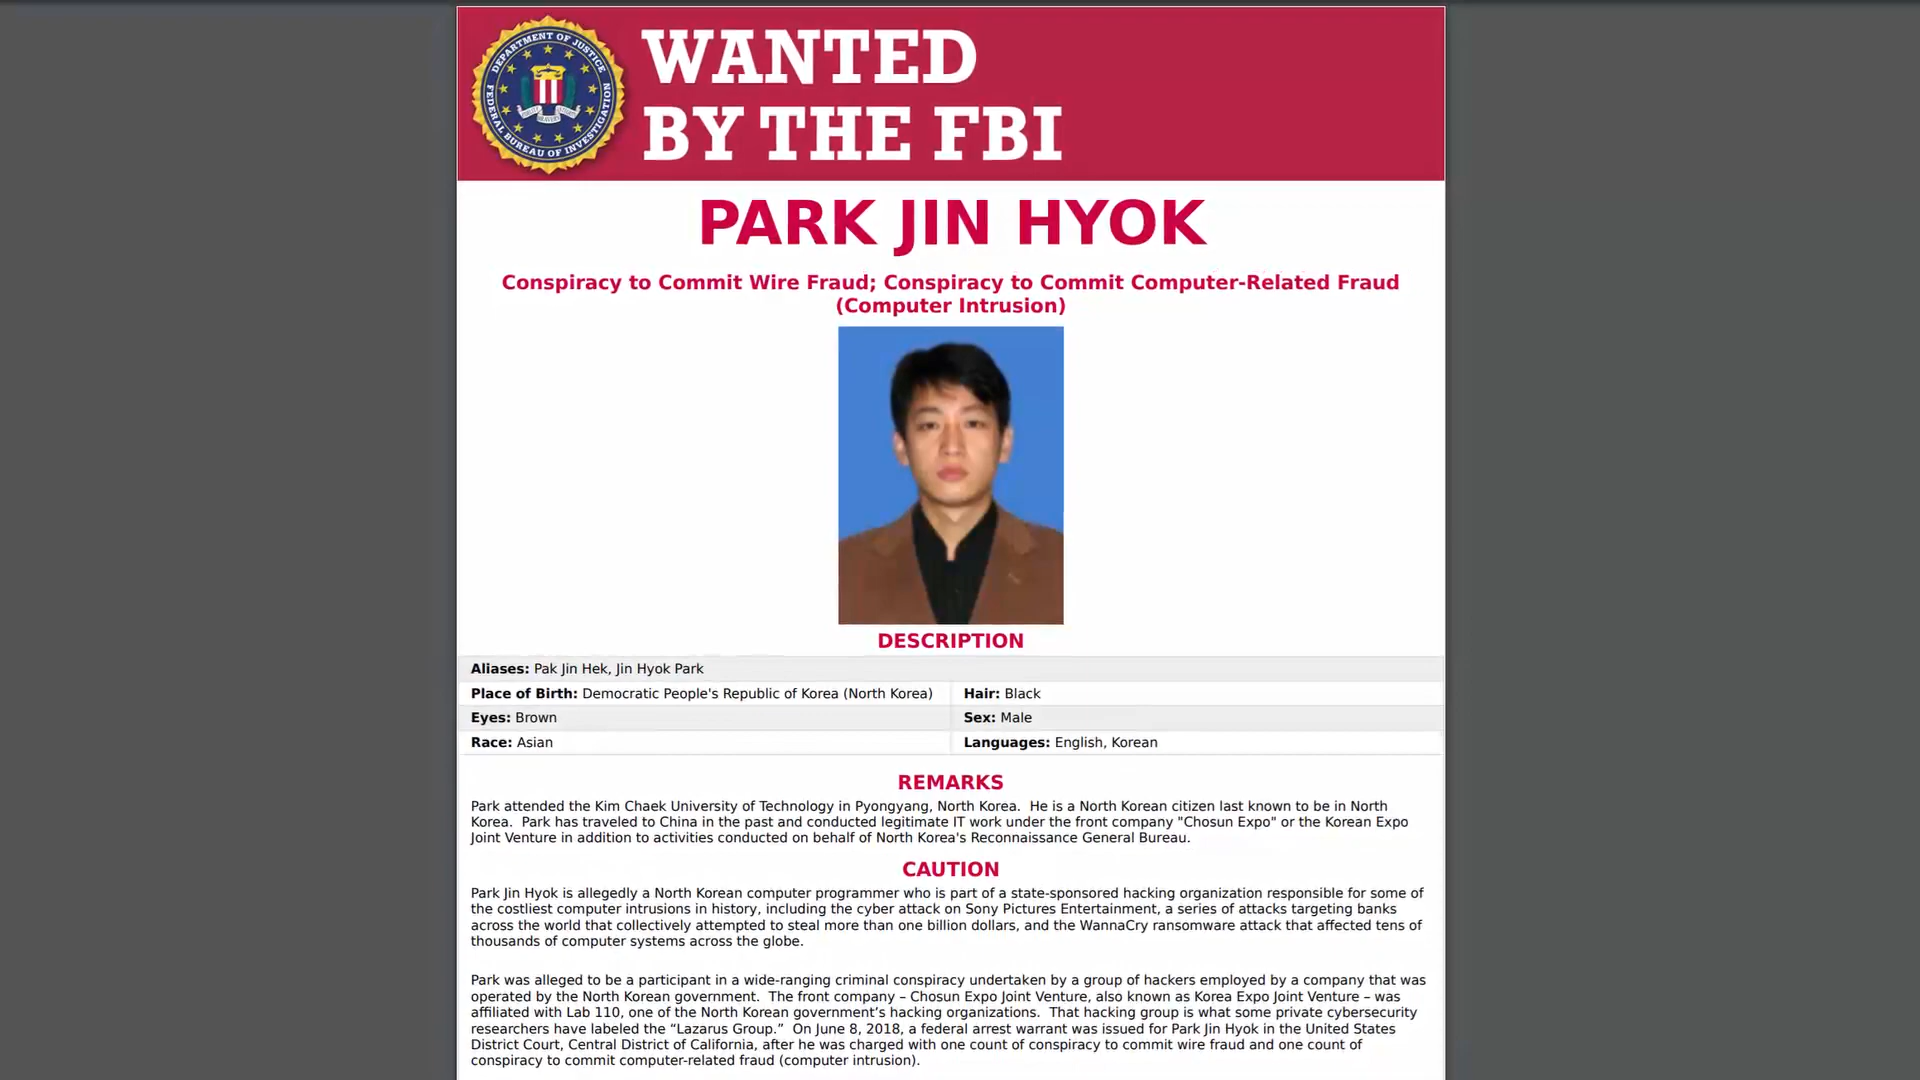 DEPARTMENT OF JUSTICE
FEDERAL BUREAU OF INVESTIGATION
WANTED
BY THE FBI
PARK JIN HYOK
Conspiracy to Commit Wire Fraud; Conspiracy to Commit Computer-Related Fraud
(Computer Intrusion)
DESCRIPTION
Aliases: Pak Jin Hek, Jin Hyok Park
Place of Birth: Democratic People's Republic of Korea (North Korea) Hair: Black
Eyes: Brown Sex: Male
Race: Asian Languages: English, Korean
REMARKS
Park attended the Kim Chaek University of Technology in Pyongyang, North Korea.  He is a North Korean citizen last known to be in North
Korea.  Park has traveled to China in the past and conducted legitimate IT work under the front company "Chosun Expo" or the Korean Expo
Joint Venture in addition to activities conducted on behalf of North Korea's Reconnaissance General Bureau.
CAUTION
Park Jin Hyok is allegedly a North Korean computer programmer who is part of a state-sponsored hacking organization responsible for some of
the costliest computer intrusions in history, including the cyber attack on Sony Pictures Entertainment, a series of attacks targeting banks
across the world that collectively attempted to steal more than one billion dollars, and the WannaCry ransomware attack that affected tens of
thousands of computer systems across the globe.
Park was alleged to be a participant in a wide-ranging criminal conspiracy undertaken by a group of hackers employed by a company that was
operated by the North Korean government.  The front company – Chosun Expo Joint Venture, also known as Korea Expo Joint Venture – was
affiliated with Lab 110, one of the North Korean government’s hacking organizations.  That hacking group is what some private cybersecurity
researchers have labeled the “Lazarus Group.”  On June 8, 2018, a federal arrest warrant was issued for Park Jin Hyok in the United States
District Court, Central District of California, after he was charged with one count of conspiracy to commit wire fraud and one count of
conspiracy to commit computer-related fraud (computer intrusion).